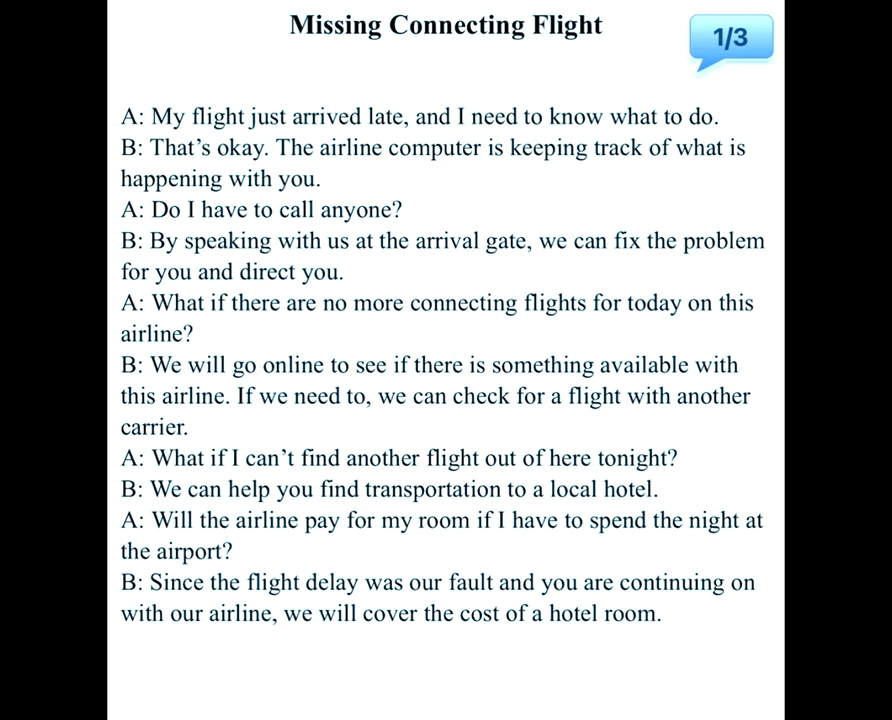 Missing Connecting Flight
1/3
A: My flight just arrived late, and I need to know what to do.
B: That’s okay. The airline computer is keeping track of what is
happening with you.
A: Do I have to call anyone?
B: By speaking with us at the arrival gate, we can fix the problem
for you and direct you.
A: What if there are no more connecting flights for today on this
airline?
B: We will go online to see if there is something available with
this airline. If we need to, we can check for a flight with another
carrier.
A: What if I can’t find another flight out of here tonight?
B: We can help you find transportation to a local hotel.
A: Will the airline pay for my room if I have to spend the night at
the airport?
B: Since the flight delay was our fault and you are continuing on
with our airline, we will cover the cost of a hotel room.